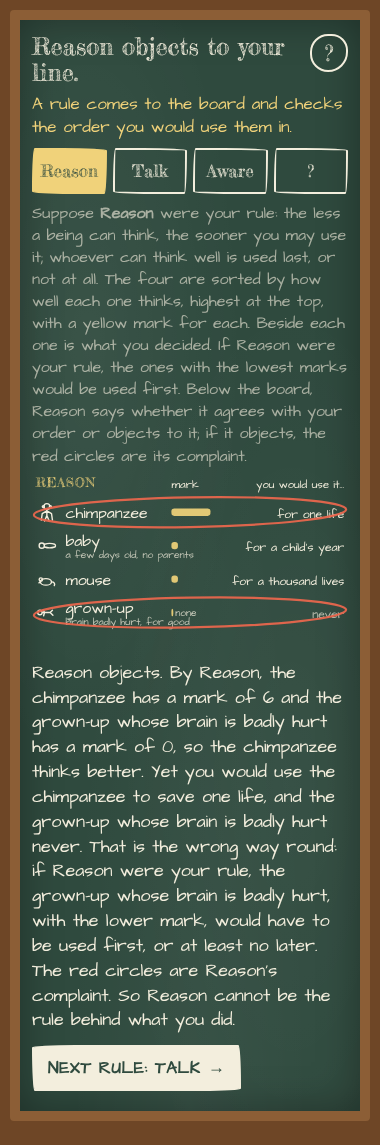 Reason objects to your
line.
?
A rule comes to the board and checks
the order you would use them in.
Reason Talk Aware ?
Suppose Reason were your rule: the less
a being can think, the sooner you may use
it; whoever can think well is used last, or
not at all. The four are sorted by how
well each one thinks, highest at the top,
with a yellow mark for each. Beside each
one is what you decided. If Reason were
your rule, the ones with the lowest marks
would be used first. Below the board,
Reason says whether it agrees with your
order or objects to it; if it objects, the
red circles are its complaint.
REASON mark you would use it...
chimpanzee for one life
baby for a child's year
a few days old, no parents
mouse for a thousand lives
grown-up none never
brain badly hurt, for good
Reason objects. By Reason, the
chimpanzee has a mark of 6 and the
grown-up whose brain is badly hurt
has a mark of 0, so the chimpanzee
thinks better. Yet you would use the
chimpanzee to save one life, and the
grown-up whose brain is badly hurt
never. That is the wrong way round:
if Reason were your rule, the
grown-up whose brain is badly hurt,
with the lower mark, would have to
be used first, or at least no later.
The red circles are Reason's
complaint. So Reason cannot be the
rule behind what you did.
NEXT RULE: TALK →